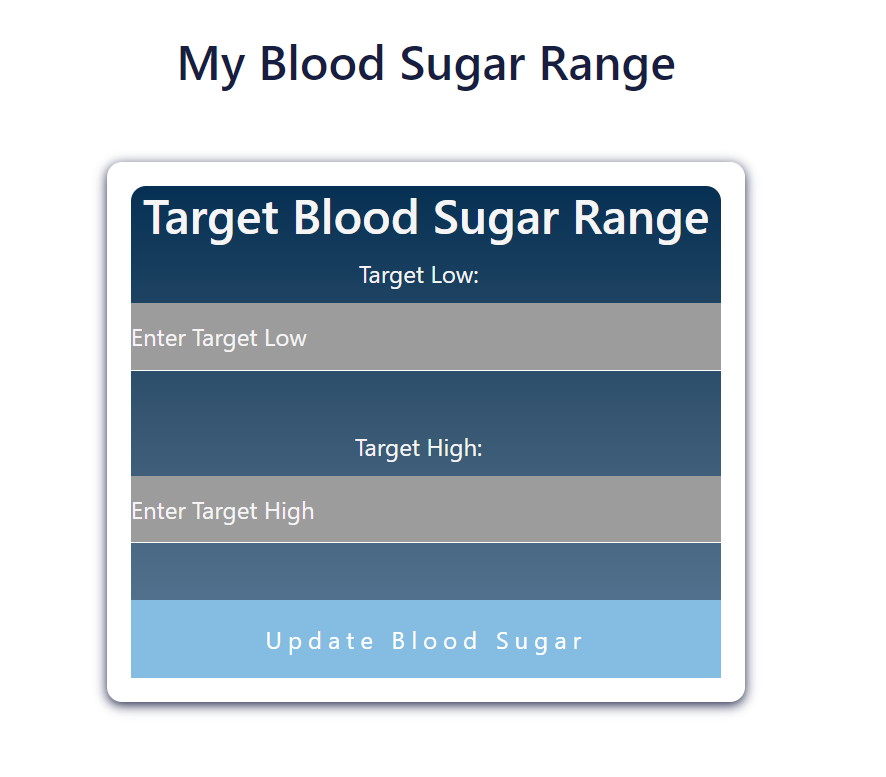 My Blood Sugar Range
Target Blood Sugar Range
Target Low:
Enter Target Low
Target High:
Enter Target High
Update Blood Sugar